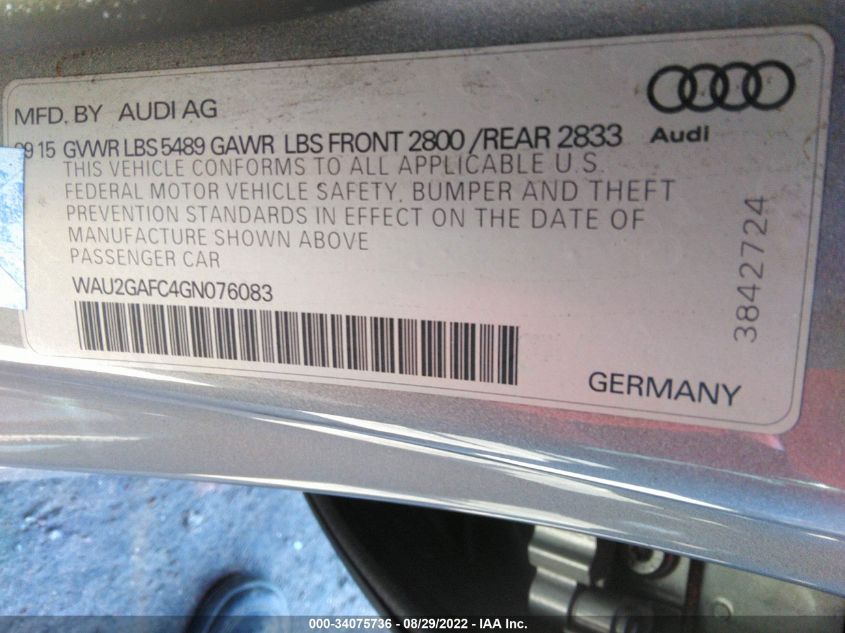 MFD. BY AUDI AG
Audi
09 15 GVWR LBS 5489 GAWR LBS FRONT 2800 / REAR 2833
THIS VEHICLE CONFORMS TO ALL APPLICABLE U.S.
FEDERAL MOTOR VEHICLE SAFETY, BUMPER AND THEFT
PREVENTION STANDARDS IN EFFECT ON THE DATE OF
MANUFACTURE SHOWN ABOVE
PASSENGER CAR
WAU2GAFC4GN076083
3842724
GERMANY
000-34075736 - 08/29/2022 - IAA Inc.